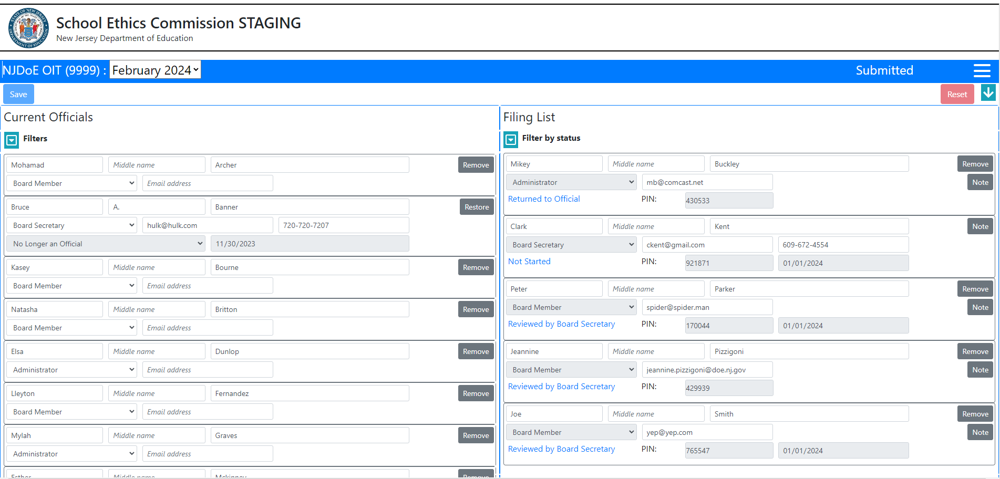 School Ethics Commission STAGING
New Jersey Department of Education
NJDoE OIT (9999) : February 2024
Submitted
Save
Reset
Current Officials
Filters
Mohamad Middle name Archer Remove
Board Member Email address
Bruce A. Banner Restore
Board Secretary hulk@hulk.com 720-720-7207
No Longer an Official 11/30/2023
Kasey Middle name Bourne Remove
Board Member Email address
Natasha Middle name Britton Remove
Board Member Email address
Elsa Middle name Dunlop Remove
Administrator Email address
Lleyton Middle name Fernandez Remove
Board Member Email address
Mylah Middle name Graves Remove
Administrator Email address
Esther Middle name Mckinney Remove
Filing List
Filter by status
Mikey Middle name Buckley Remove
Administrator mb@comcast.net Note
Returned to Official PIN: 430533
Clark Middle name Kent Note
Board Secretary ckent@gmail.com 609-672-4554
Not Started PIN: 921871 01/01/2024
Peter Middle name Parker Remove
Board Member spider@spider.man Note
Reviewed by Board Secretary PIN: 170044 01/01/2024
Jeannine Middle name Pizzigoni Remove
Board Member jeannine.pizzigoni@doe.nj.gov Note
Reviewed by Board Secretary PIN: 429939
Joe Middle name Smith Remove
Board Member yep@yep.com Note
Reviewed by Board Secretary PIN: 765547 01/01/2024